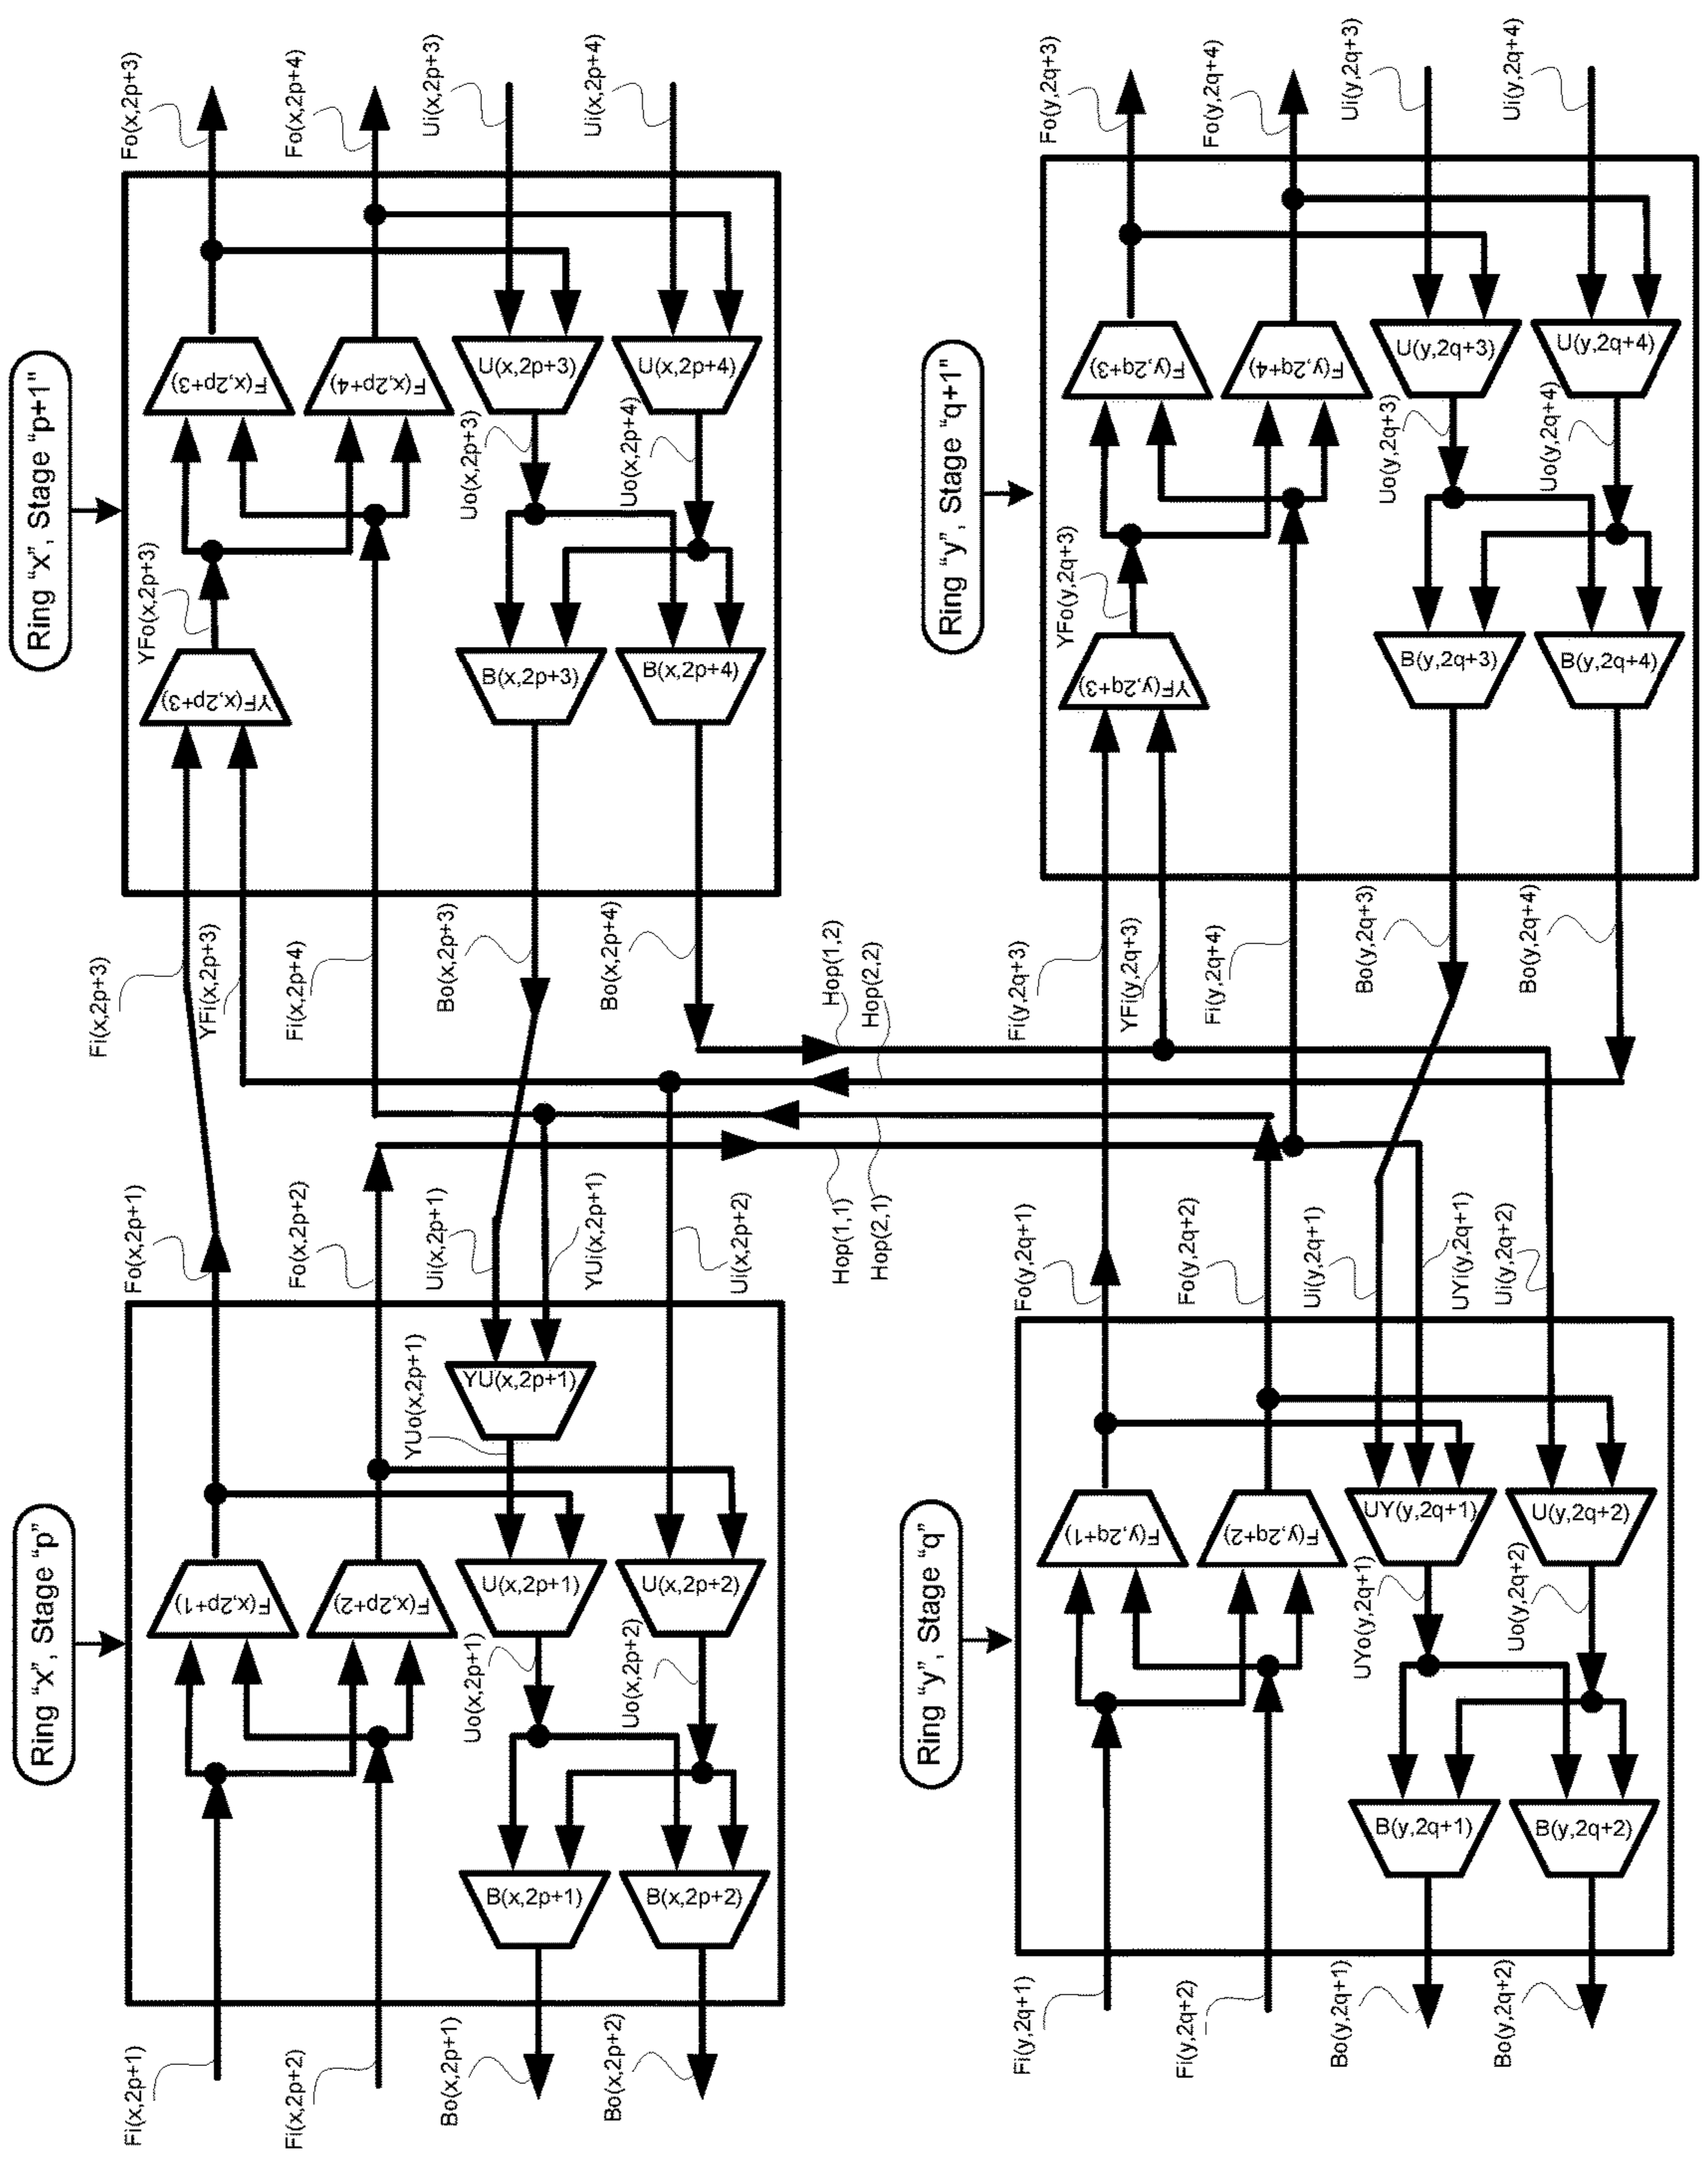 Ring "x", Stage "p+1"
Fo(x,2p+3)
Fo(x,2p+4)
Ui(x,2p+3)
Ui(x,2p+4)
F(x,2p+3)
F(x,2p+4)
U(x,2p+3)
U(x,2p+4)
YFo(x,2p+3)
Uo(x,2p+3)
Uo(x,2p+4)
YF(x,2p+3)
B(x,2p+3)
B(x,2p+4)
Fi(x,2p+3)
YFi(x,2p+3)
Fi(x,2p+4)
Bo(x,2p+3)
Bo(x,2p+4)
Hop(1,2)
Hop(2,2)
Ring "y", Stage "q+1"
Fo(y,2q+3)
Fo(y,2q+4)
Ui(y,2q+3)
Ui(y,2q+4)
F(y,2q+3)
F(y,2q+4)
U(y,2q+3)
U(y,2q+4)
YFo(y,2q+3)
Uo(y,2q+3)
Uo(y,2q+4)
YF(y,2q+3)
B(y,2q+3)
B(y,2q+4)
Fi(y,2q+3)
YFi(y,2q+3)
Fi(y,2q+4)
Bo(y,2q+3)
Bo(y,2q+4)
Ring "x", Stage "p"
Fo(x,2p+1)
Fo(x,2p+2)
Ui(x,2p+1)
YUi(x,2p+1)
Ui(x,2p+2)
Hop(1,1)
Hop(2,1)
YU(x,2p+1)
YUo(x,2p+1)
F(x,2p+1)
F(x,2p+2)
U(x,2p+1)
U(x,2p+2)
Uo(x,2p+1)
Uo(x,2p+2)
B(x,2p+1)
B(x,2p+2)
Fi(x,2p+1)
Fi(x,2p+2)
Bo(x,2p+1)
Bo(x,2p+2)
Ring "y", Stage "q"
Fo(y,2q+1)
Fo(y,2q+2)
Ui(y,2q+1)
UYi(y,2q+1)
Ui(y,2q+2)
F(y,2q+1)
F(y,2q+2)
UY(y,2q+1)
U(y,2q+2)
UYo(y,2q+1)
Uo(y,2q+2)
B(y,2q+1)
B(y,2q+2)
Fi(y,2q+1)
Fi(y,2q+2)
Bo(y,2q+1)
Bo(y,2q+2)